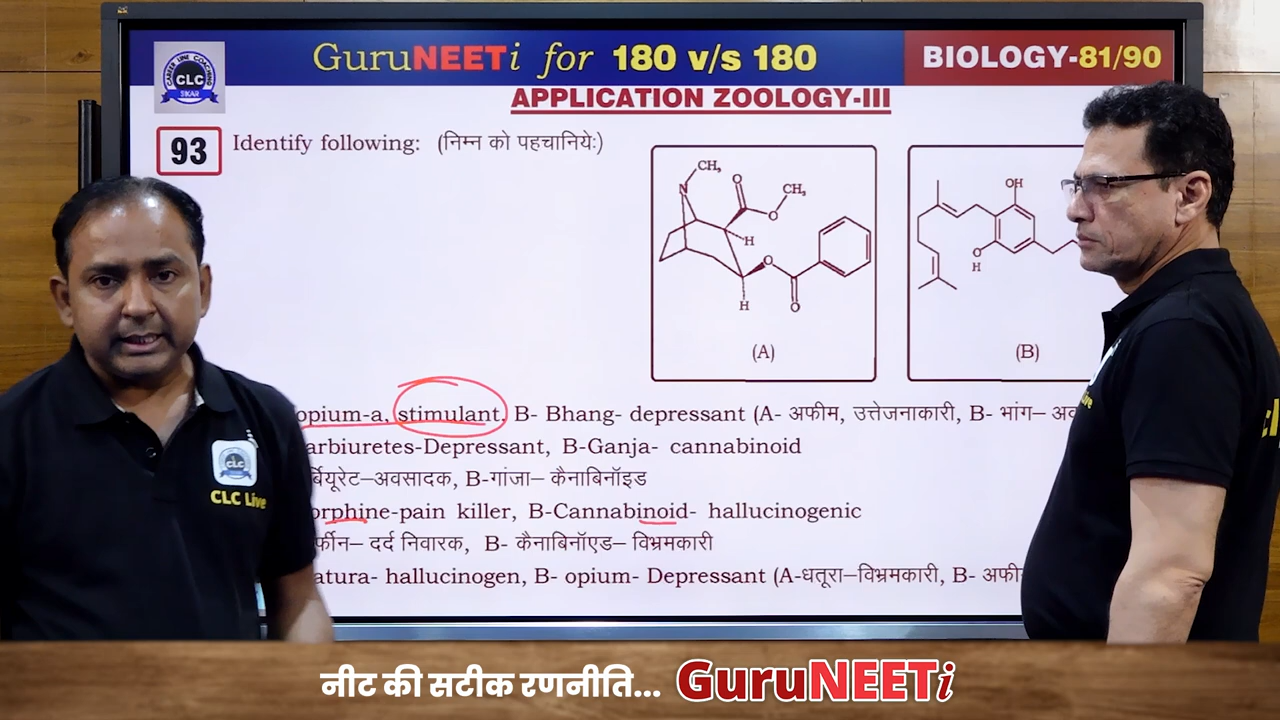 GuruNEETi for 180 v/s 180
BIOLOGY-81/90
CLC
SIKAR
APPLICATION ZOOLOGY-III
93
Identify following: (निम्न को पहचानिये:)
CH₃
N
O
O
CH₃
H
O
H
O
(A)
OH
O
H
(B)
opium-a, stimulant, B- Bhang- depressant (A- अफीम, उत्तेजनाकारी, B- भांग–
arbiuretes-Depressant, B-Ganja- cannabinoid
र्बियूरेट–अवसादक, B-गांजा– कैनाबिनॉइड
orphine-pain killer, B-Cannabinoid- hallucinogenic
र्फीन– दर्द निवारक, B- कैनाबिनॉएड– विभ्रमकारी
atura- hallucinogen, B- opium- Depressant (A-धतूरा–विभ्रमकारी, B-
CLC
CLC Live
नीट की सटीक रणनीति... GuruNEETi